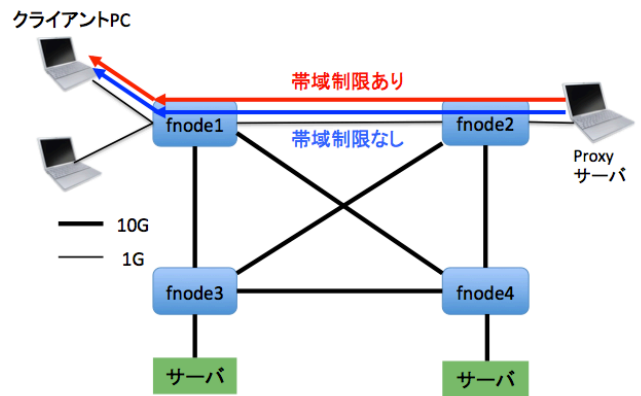 クライアントPC
帯域制限あり
fnode1
fnode2
帯域制限なし
Proxy
サーバ
10G
1G
fnode3
fnode4
サーバ
サーバ